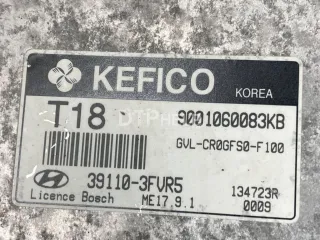 KEFICO KOREA
T18 9001060083KB
GVL-CR0GFS0-F100
39110-3FVR5 134723R
Licence Bosch ME17.9.1 0009